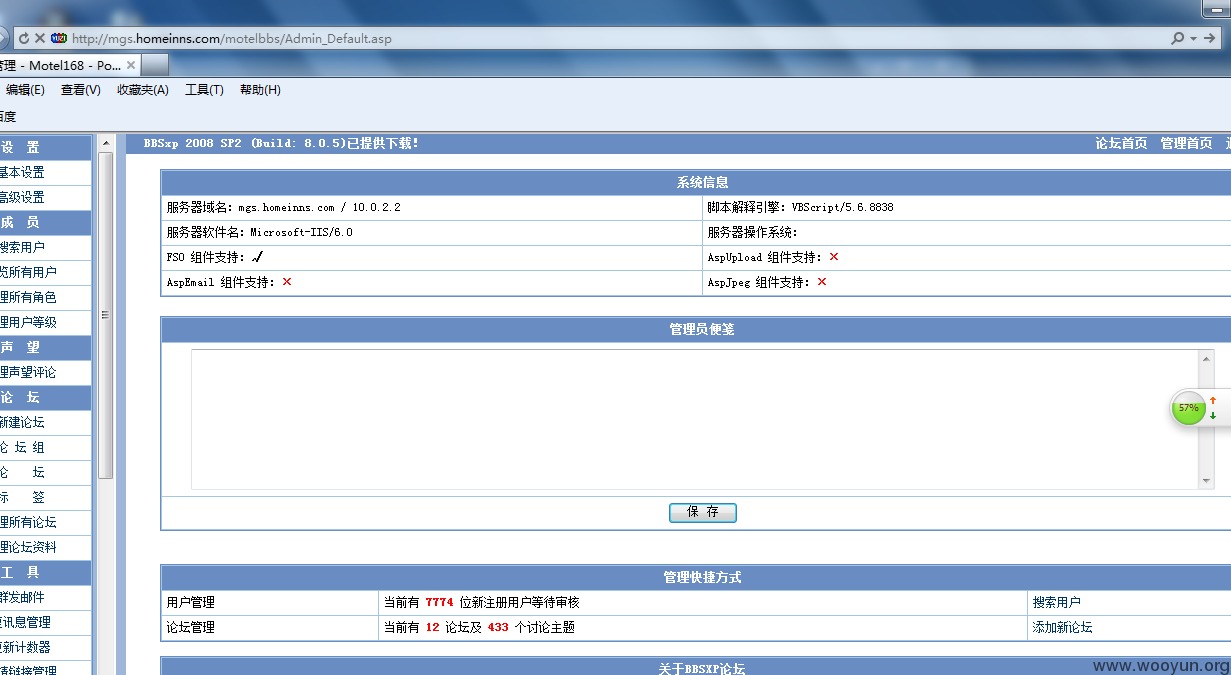 http://mgs.homeinns.com/motelbbs/Admin_Default.asp
管理 - Motel168 - Po...
编辑(E) 查看(V) 收藏夹(A) 工具(T) 帮助(H)
百度
BBSxp 2008 SP2 (Build: 8.0.5)已提供下载!
论坛首页 管理首页
设 置
基本设置
高级设置
成 员
搜索用户
览所有用户
理所有角色
理用户等级
声 望
理声望评论
论 坛
新建论坛
论 坛 组
论 坛
标 签
理所有论坛
理论坛资料
工 具
群发邮件
讯息管理
更新计数器
情链接管理
系统信息
服务器域名: mgs.homeinns.com / 10.0.2.2 脚本解释引擎: VBScript/5.6.8838
服务器软件名: Microsoft-IIS/6.0 服务器操作系统:
FSO 组件支持: ✓ AspUpload 组件支持: ×
AspEmail 组件支持: × AspJpeg 组件支持: ×
管理员便笺
57%
保 存
管理快捷方式
用户管理 当前有 7774 位新注册用户等待审核 搜索用户
论坛管理 当前有 12 论坛及 433 个讨论主题 添加新论坛
关于BBSXP论坛
www.wooyun.org